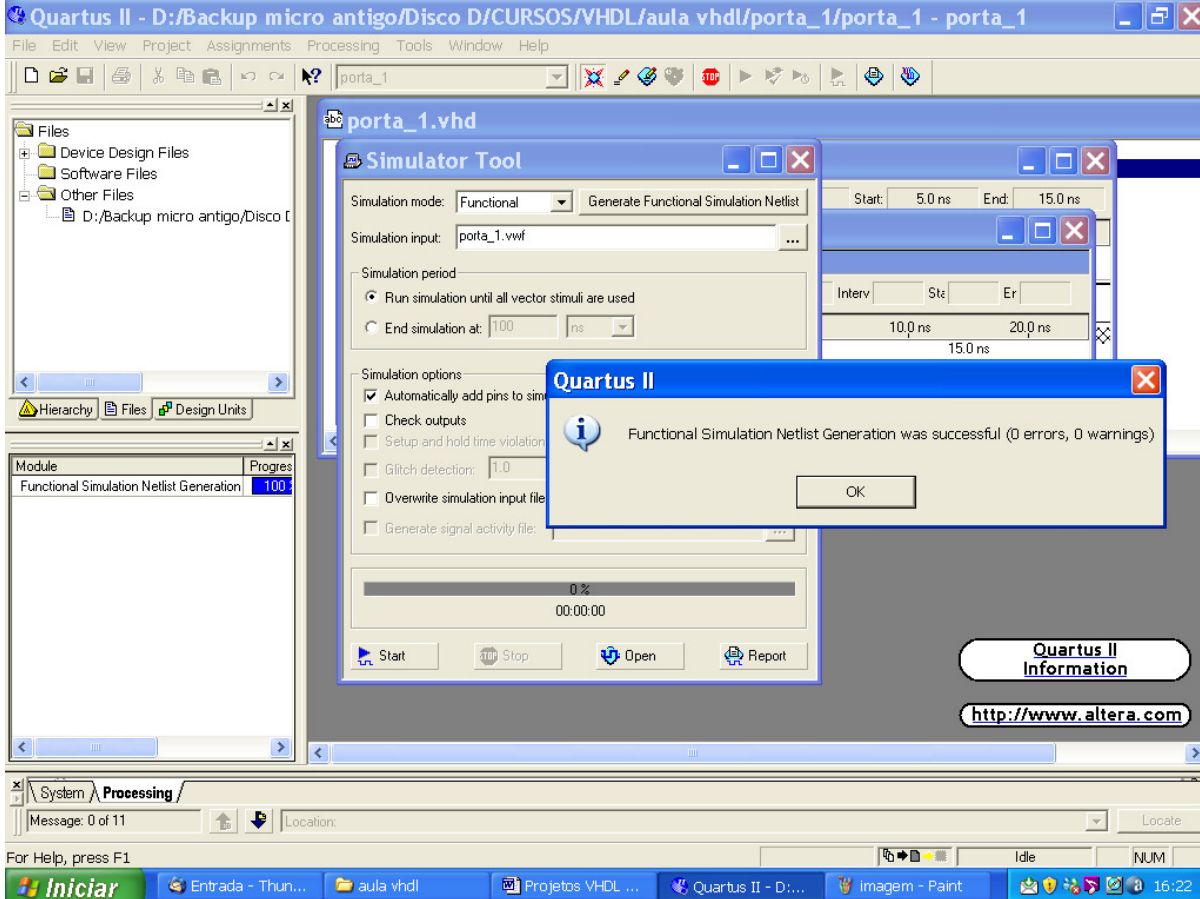 Quartus II - D:/Backup micro antigo/Disco D/CURSOS/VHDL/aula vhdl/porta_1/porta_1 - porta_1
File Edit View Project Assignments Processing Tools Window Help
porta_1
STOP
Files
Device Design Files
Software Files
Other Files
D:/Backup micro antigo/Disco D
Hierarchy Files Design Units
Module Progres
Functional Simulation Netlist Generation 100
abc porta_1.vhd
Simulator Tool
Simulation mode: Functional Generate Functional Simulation Netlist
Simulation input: porta_1.vwf ...
Simulation period
Run simulation until all vector stimuli are used
End simulation at: 100 ns
Simulation options
Automatically add pins to sim
Check outputs
Setup and hold time violation
Glitch detection: 1.0
Overwrite simulation input file
Generate signal activity file: ...
0 %
00:00:00
Start Stop Open Report
Start: 5.0 ns End: 15.0 ns
Interv Sta Er
10.0 ns 20.0 ns
15.0 ns
Quartus II
Functional Simulation Netlist Generation was successful (0 errors, 0 warnings)
OK
Quartus II
Information
http://www.altera.com
System Processing
Message: 0 of 11 Location: Locate
For Help, press F1 Idle NUM
Iniciar Entrada - Thun... aula vhdl Projetos VHDL ... Quartus II - D:... imagem - Paint 16:22